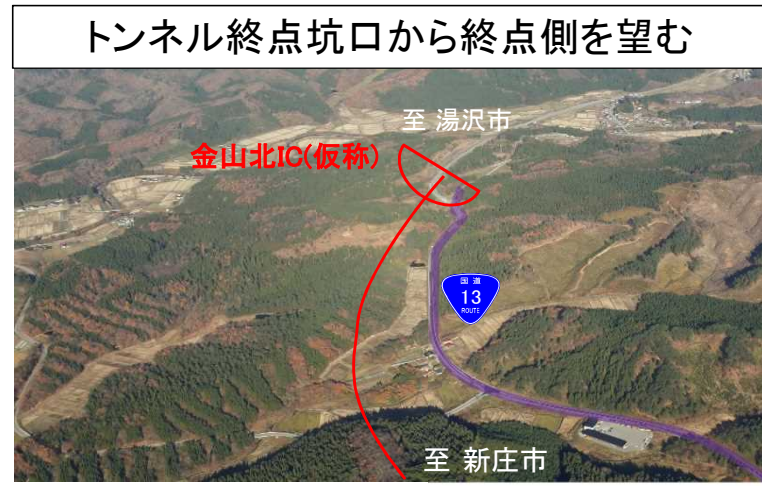 トンネル終点坑口から終点側を望む
至 湯沢市
金山北IC(仮称)
国道
13
ROUTE
至 新庄市